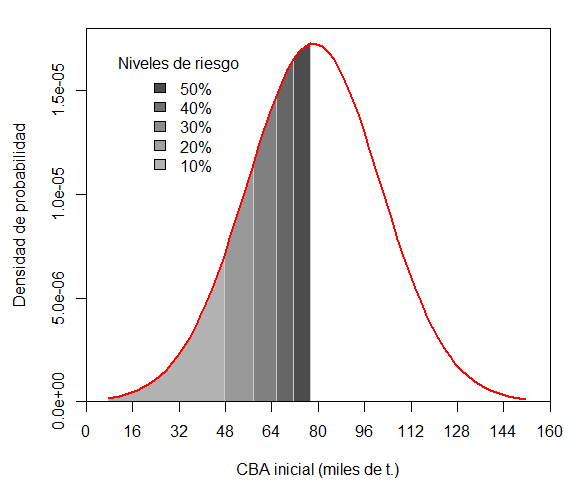 Niveles de riesgo
50%
40%
30%
20%
10%
Densidad de probabilidad
0.0e+00
5.0e-06
1.0e-05
1.5e-05
0 16 32 48 64 80 96 112 128 144 160
CBA inicial (miles de t.)